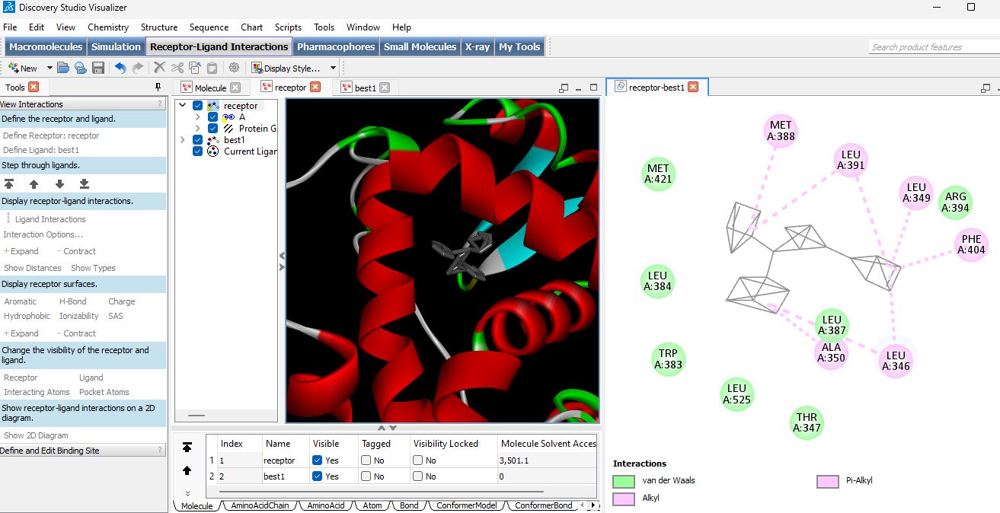 Discovery Studio Visualizer
File Edit View Chemistry Structure Sequence Chart Scripts Tools Window Help
Macromolecules Simulation Receptor-Ligand Interactions Pharmacophores Small Molecules X-ray My Tools
Search product features
New Display Style...
Tools
View Interactions ?
Define the receptor and ligand.
Define Receptor: receptor
Define Ligand: best1
Step through ligands.
Display receptor-ligand interactions.
Ligand Interactions
Interaction Options...
+Expand - Contract
Show Distances Show Types
Display receptor surfaces.
Aromatic H-Bond Charge
Hydrophobic Ionizability SAS
+Expand - Contract
Change the visibility of the receptor and
ligand.
Receptor Ligand
Interacting Atoms Pocket Atoms
Show receptor-ligand interactions on a 2D
diagram.
Show 2D Diagram
Define and Edit Binding Site ?
Molecule receptor best1
receptor
A
Protein G
best1
Current Ligan
Index Name Visible Tagged Visibility Locked Molecule Solvent Acces
1 1 receptor Yes No No 3,501.1
2 2 best1 Yes No No 0
Molecule AminoAcidChain AminoAcid Atom Bond ConformerModel ConformerBond
receptor-best1
MET
A:388
LEU
A:391
MET
A:421
LEU
A:349
ARG
A:394
PHE
A:404
LEU
A:384
LEU
A:387
ALA
A:350
LEU
A:346
TRP
A:383
LEU
A:525
THR
A:347
Interactions
van der Waals
Alkyl
Pi-Alkyl